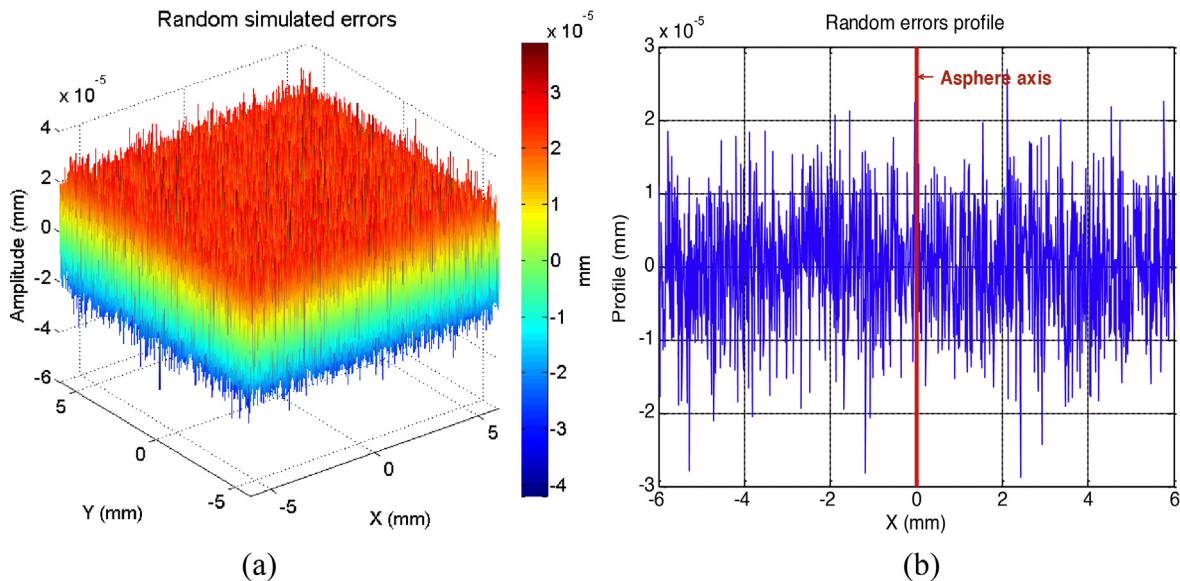 Random simulated errors
x 10⁻⁵
4
2
0
-2
-4
-6
Amplitude (mm)
5
0
-5
Y (mm)
-5
0
5
X (mm)
x 10⁻⁵
3
2
1
0
-1
-2
-3
-4
mm
(a)
Random errors profile
x 10⁻⁵
3
2
1
0
-1
-2
-3
Profile (mm)
← Asphere axis
-6
-4
-2
0
2
4
6
X (mm)
(b)